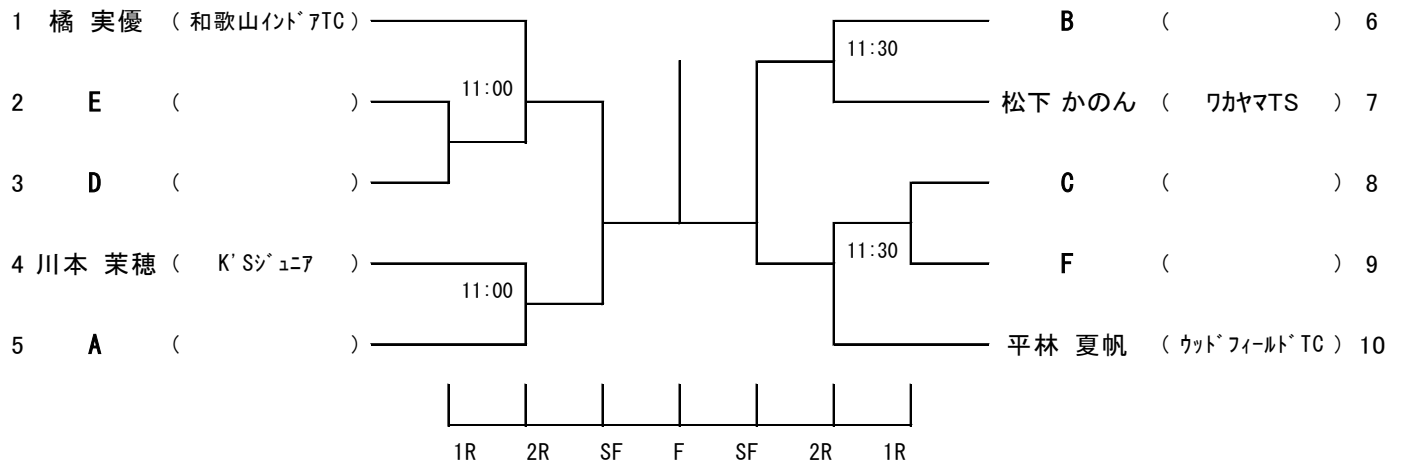 1 橘 実優 ( 和歌山ｲﾝﾄﾞｱTC )
11:00
2 E ( )
3 D ( )
4 川本 茉穂 ( K'Sｼﾞｭﾆｱ )
11:00
5 A ( )
B ( ) 6
11:30
松下 かのん ( ﾜｶﾔﾏTS ) 7
C ( ) 8
11:30
F ( ) 9
平林 夏帆 ( ｳｯﾄﾞﾌｨｰﾙﾄﾞTC ) 10
1R 2R SF F SF 2R 1R